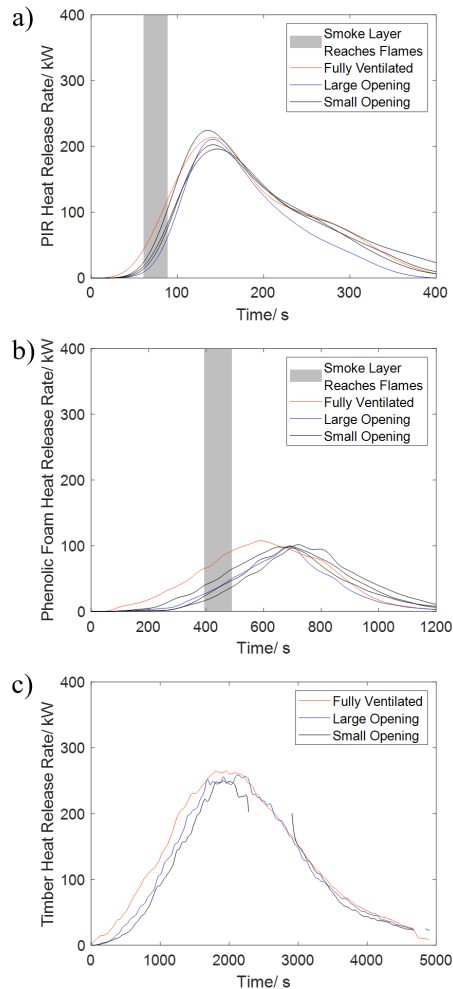 a)
PIR Heat Release Rate/ kW
400
300
200
100
0
0
100
200
300
400
Time/ s
Smoke Layer
Reaches Flames
Fully Ventilated
Large Opening
Small Opening
b)
Phenolic Foam Heat Release Rate/ kW
400
300
200
100
0
0
200
400
600
800
1000
1200
Time/ s
Smoke Layer
Reaches Flames
Fully Ventilated
Large Opening
Small Opening
c)
Timber Heat Release Rate/ kW
400
300
200
100
0
0
1000
2000
3000
4000
5000
Time/ s
Fully Ventilated
Large Opening
Small Opening